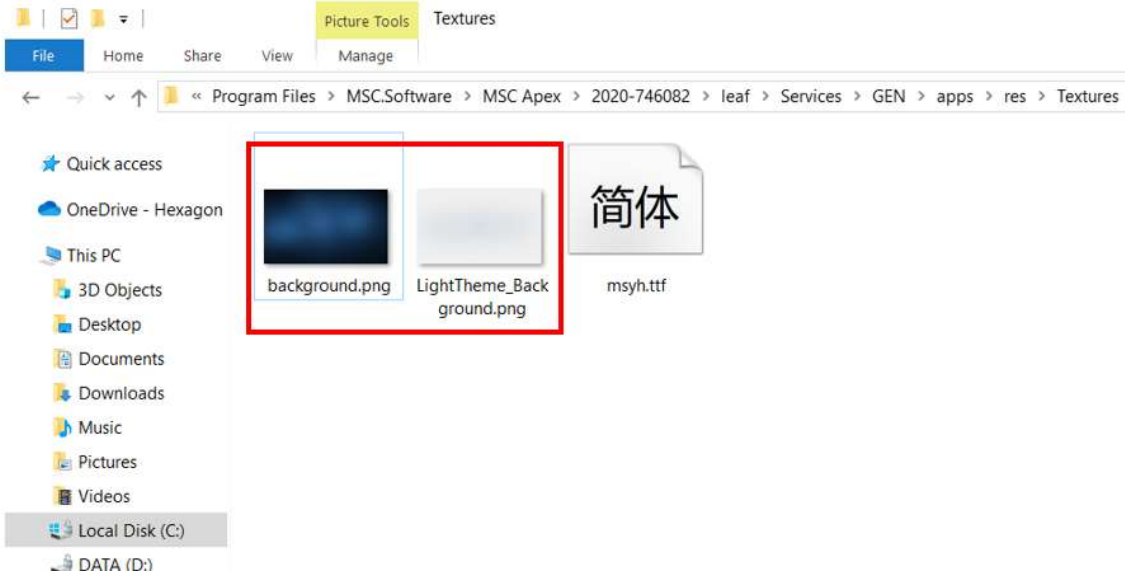 Picture Tools Textures
File Home Share View Manage
« Program Files > MSC.Software > MSC Apex > 2020-746082 > leaf > Services > GEN > apps > res > Textures
Quick access
OneDrive - Hexagon
This PC
3D Objects
Desktop
Documents
Downloads
Music
Pictures
Videos
Local Disk (C:)
DATA (D:)
background.png
LightTheme_Back
ground.png
简体
msyh.ttf